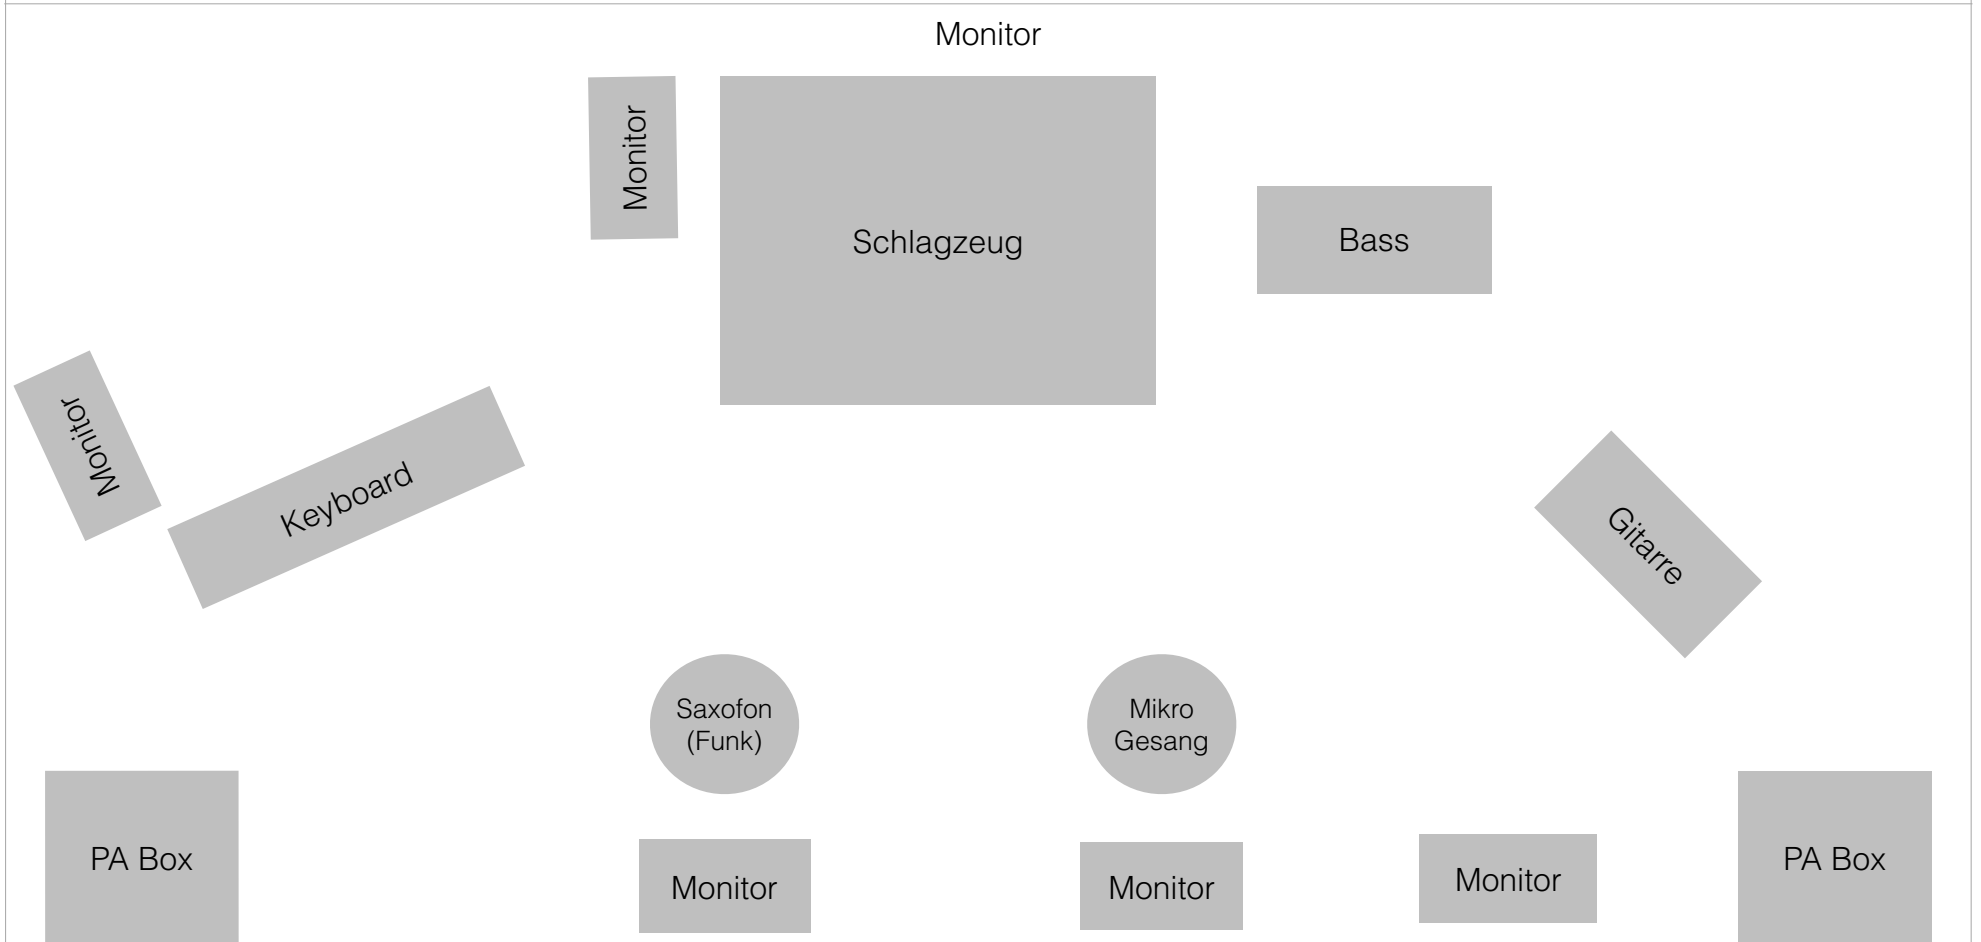 Monitor
Monitor
Schlagzeug
Bass
Monitor
Keyboard
Gitarre
Saxofon
(Funk)
Mikro
Gesang
PA Box
Monitor
Monitor
Monitor
PA Box